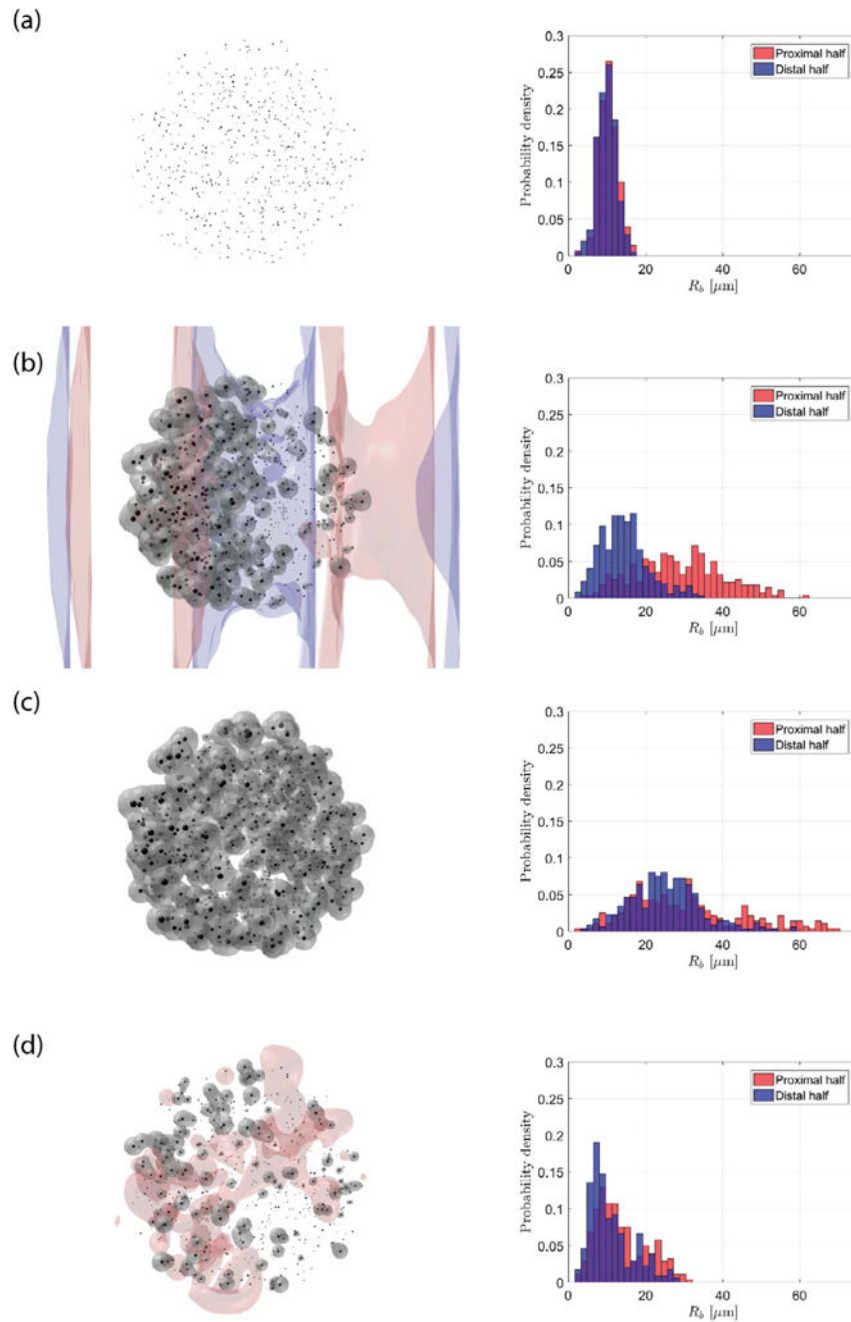 (a)
0.3
0.25
0.2
0.15
0.1
0.05
0
Probability density
Proximal half
Distal half
0 20 40 60
R_b [μm]
(b)
0.3
0.25
0.2
0.15
0.1
0.05
0
Probability density
Proximal half
Distal half
0 20 40 60
R_b [μm]
(c)
0.3
0.25
0.2
0.15
0.1
0.05
0
Probability density
Proximal half
Distal half
0 20 40 60
R_b [μm]
(d)
0.3
0.25
0.2
0.15
0.1
0.05
0
Probability density
Proximal half
Distal half
0 20 40 60
R_b [μm]